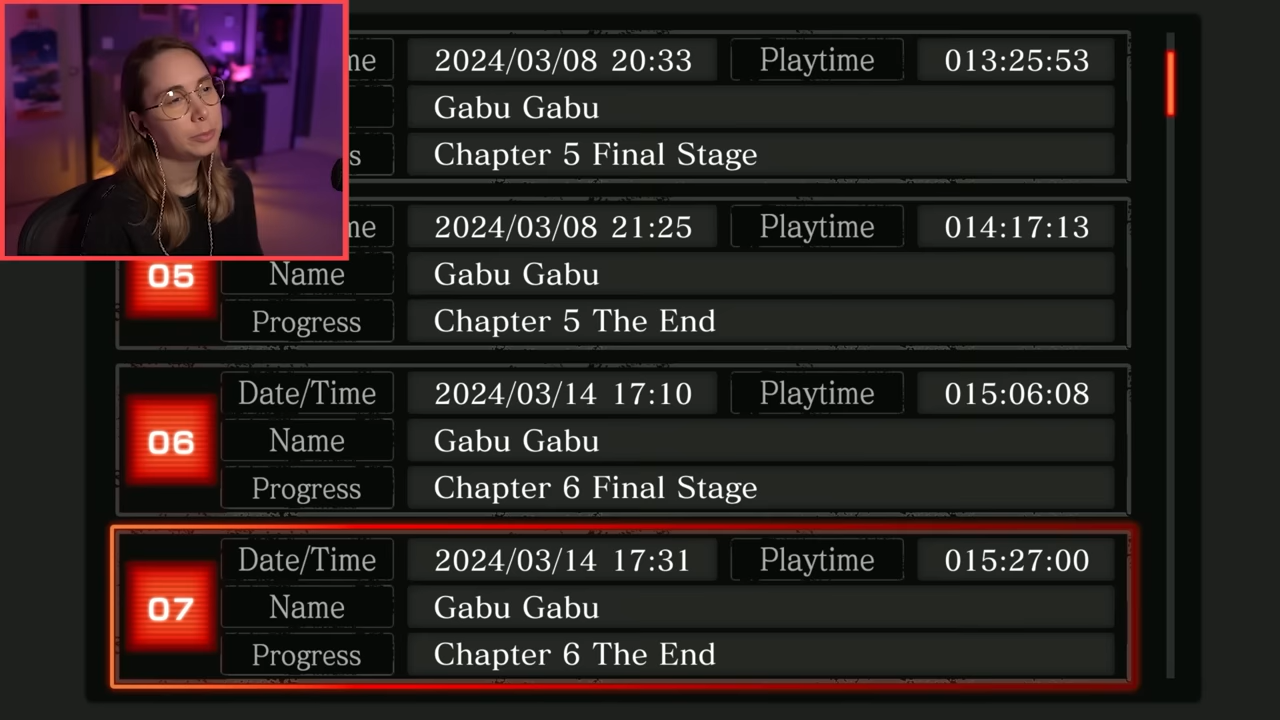 me 2024/03/08 20:33 Playtime 013:25:53
Gabu Gabu
s Chapter 5 Final Stage
me 2024/03/08 21:25 Playtime 014:17:13
05 Name Gabu Gabu
Progress Chapter 5 The End
Date/Time 2024/03/14 17:10 Playtime 015:06:08
06 Name Gabu Gabu
Progress Chapter 6 Final Stage
Date/Time 2024/03/14 17:31 Playtime 015:27:00
07 Name Gabu Gabu
Progress Chapter 6 The End